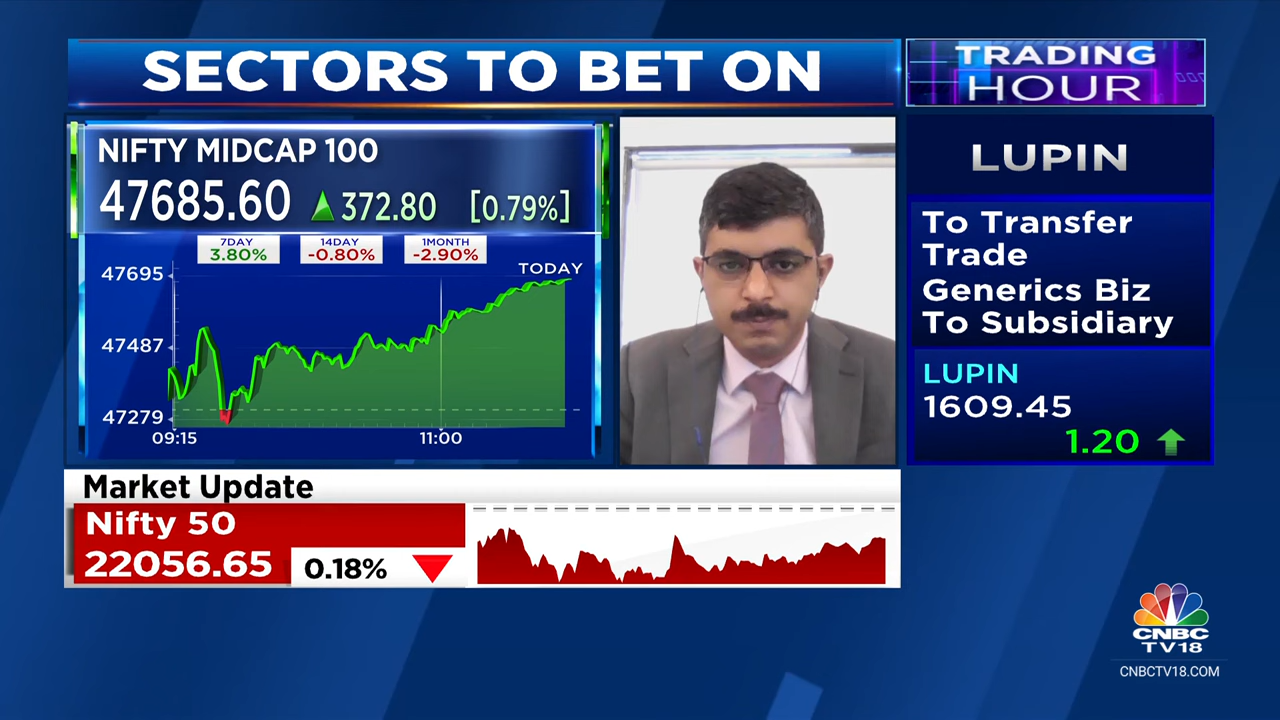 SECTORS TO BET ON
TRADING
HOUR
NIFTY MIDCAP 100
47685.60 ▲ 372.80 [0.79%]
7DAY 14DAY 1MONTH
3.80% -0.80% -2.90%
TODAY
47695
47487
47279
09:15 11:00
LUPIN
To Transfer
Trade
Generics Biz
To Subsidiary
LUPIN
1609.45
1.20
Market Update
Nifty 50
22056.65 0.18%
CNBC
TV18
CNBCTV18.COM